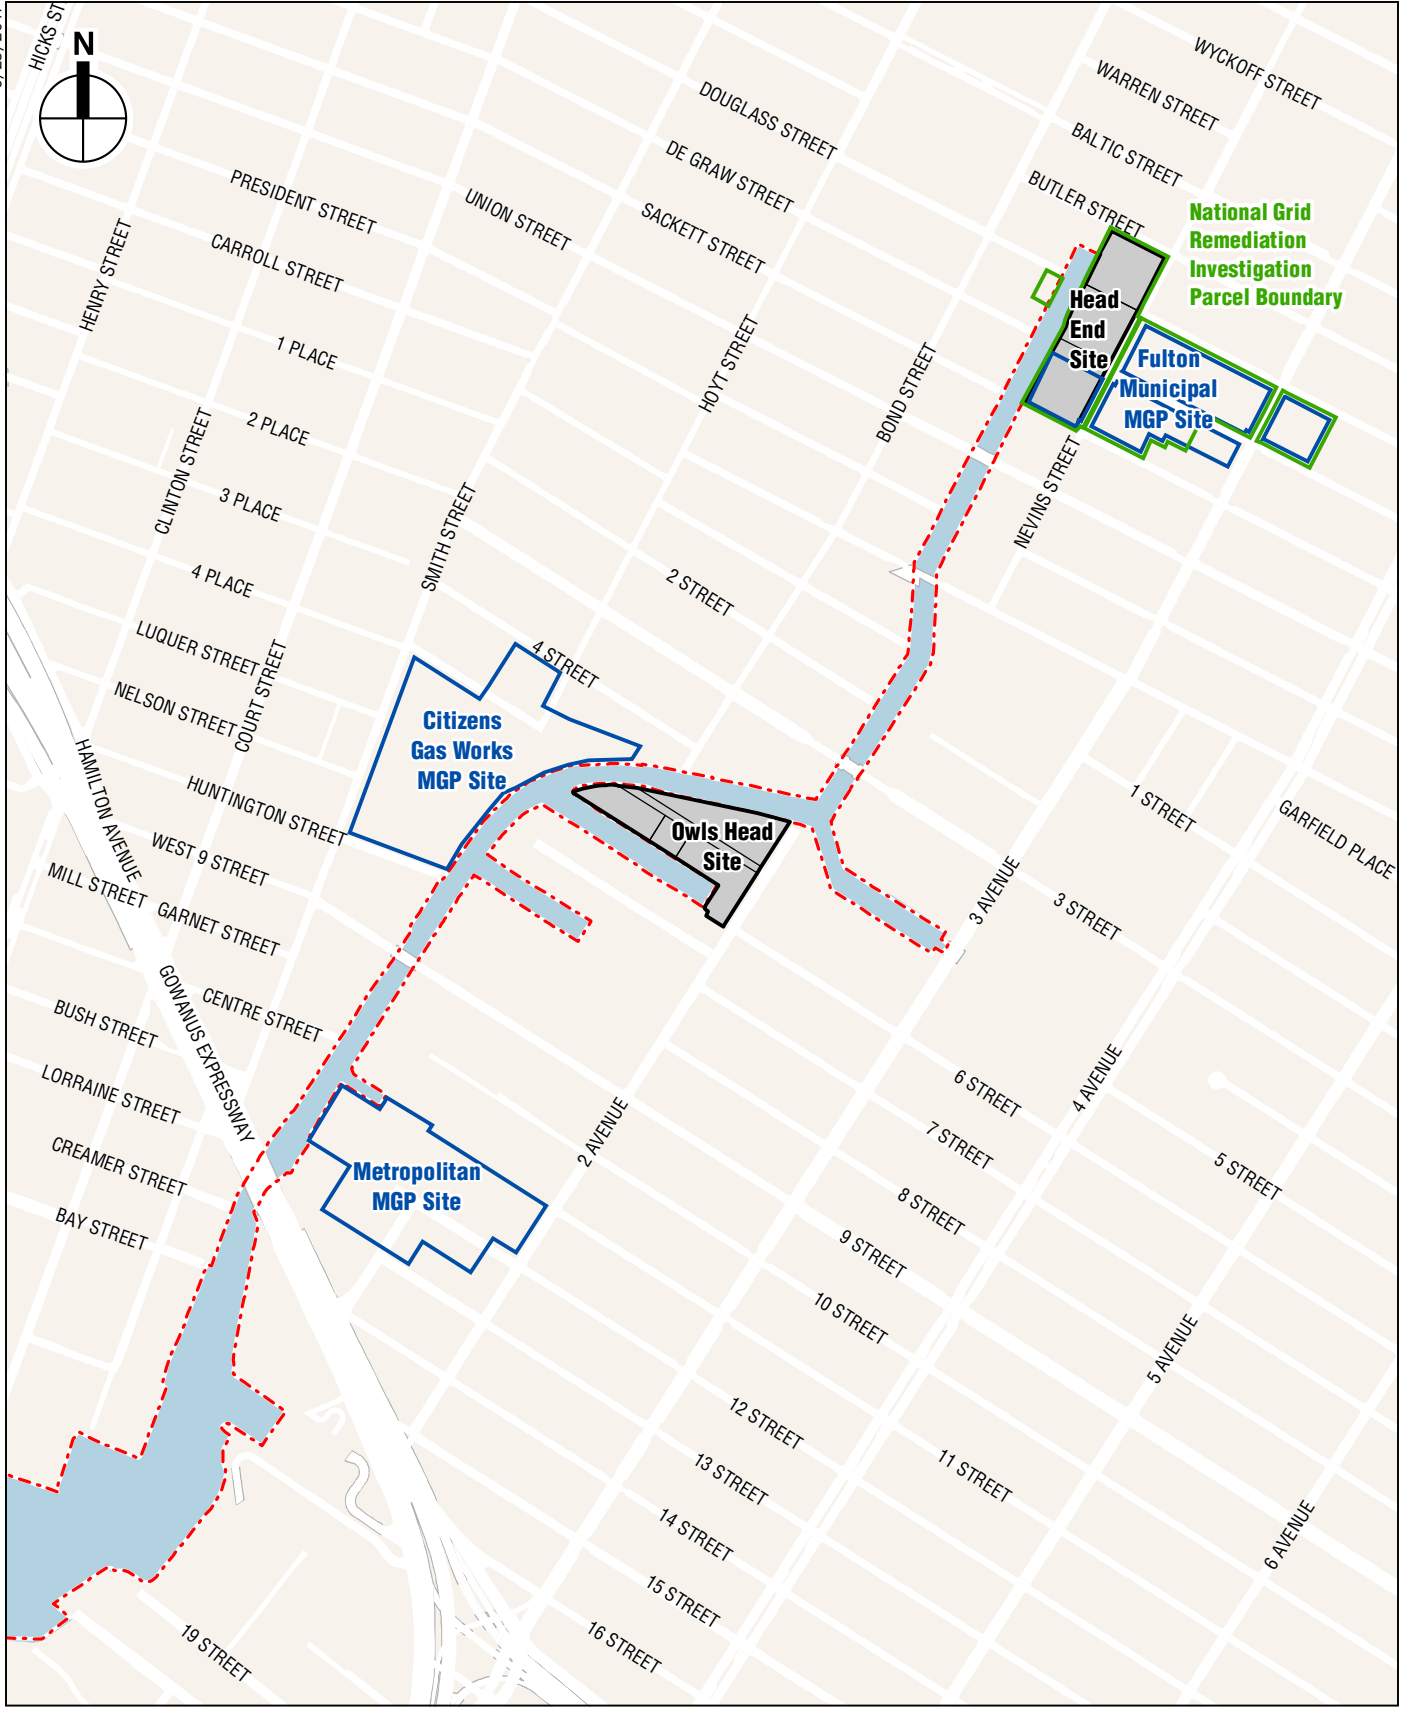 HICKS ST
N
WYCKOFF STREET
WARREN STREET
BALTIC STREET
BUTLER STREET
DOUGLASS STREET
DE GRAW STREET
SACKETT STREET
UNION STREET
PRESIDENT STREET
CARROLL STREET
HENRY STREET
1 PLACE
2 PLACE
3 PLACE
4 PLACE
CLINTON STREET
LUQUER STREET
NELSON STREET
COURT STREET
SMITH STREET
HOYT STREET
BOND STREET
NEVINS STREET
National Grid
Remediation
Investigation
Parcel Boundary
Head
End
Site
Fulton
Municipal
MGP Site
2 STREET
4 STREET
Citizens
Gas Works
MGP Site
Owls Head
Site
HAMILTON AVENUE
HUNTINGTON STREET
WEST 9 STREET
MILL STREET
GARNET STREET
CENTRE STREET
GOWANUS EXPRESSWAY
BUSH STREET
LORRAINE STREET
CREAMER STREET
BAY STREET
Metropolitan
MGP Site
2 AVENUE
3 AVENUE
1 STREET
GARFIELD PLACE
3 STREET
4 AVENUE
6 STREET
7 STREET
5 STREET
8 STREET
9 STREET
10 STREET
5 AVENUE
12 STREET
11 STREET
13 STREET
14 STREET
6 AVENUE
15 STREET
16 STREET
19 STREET